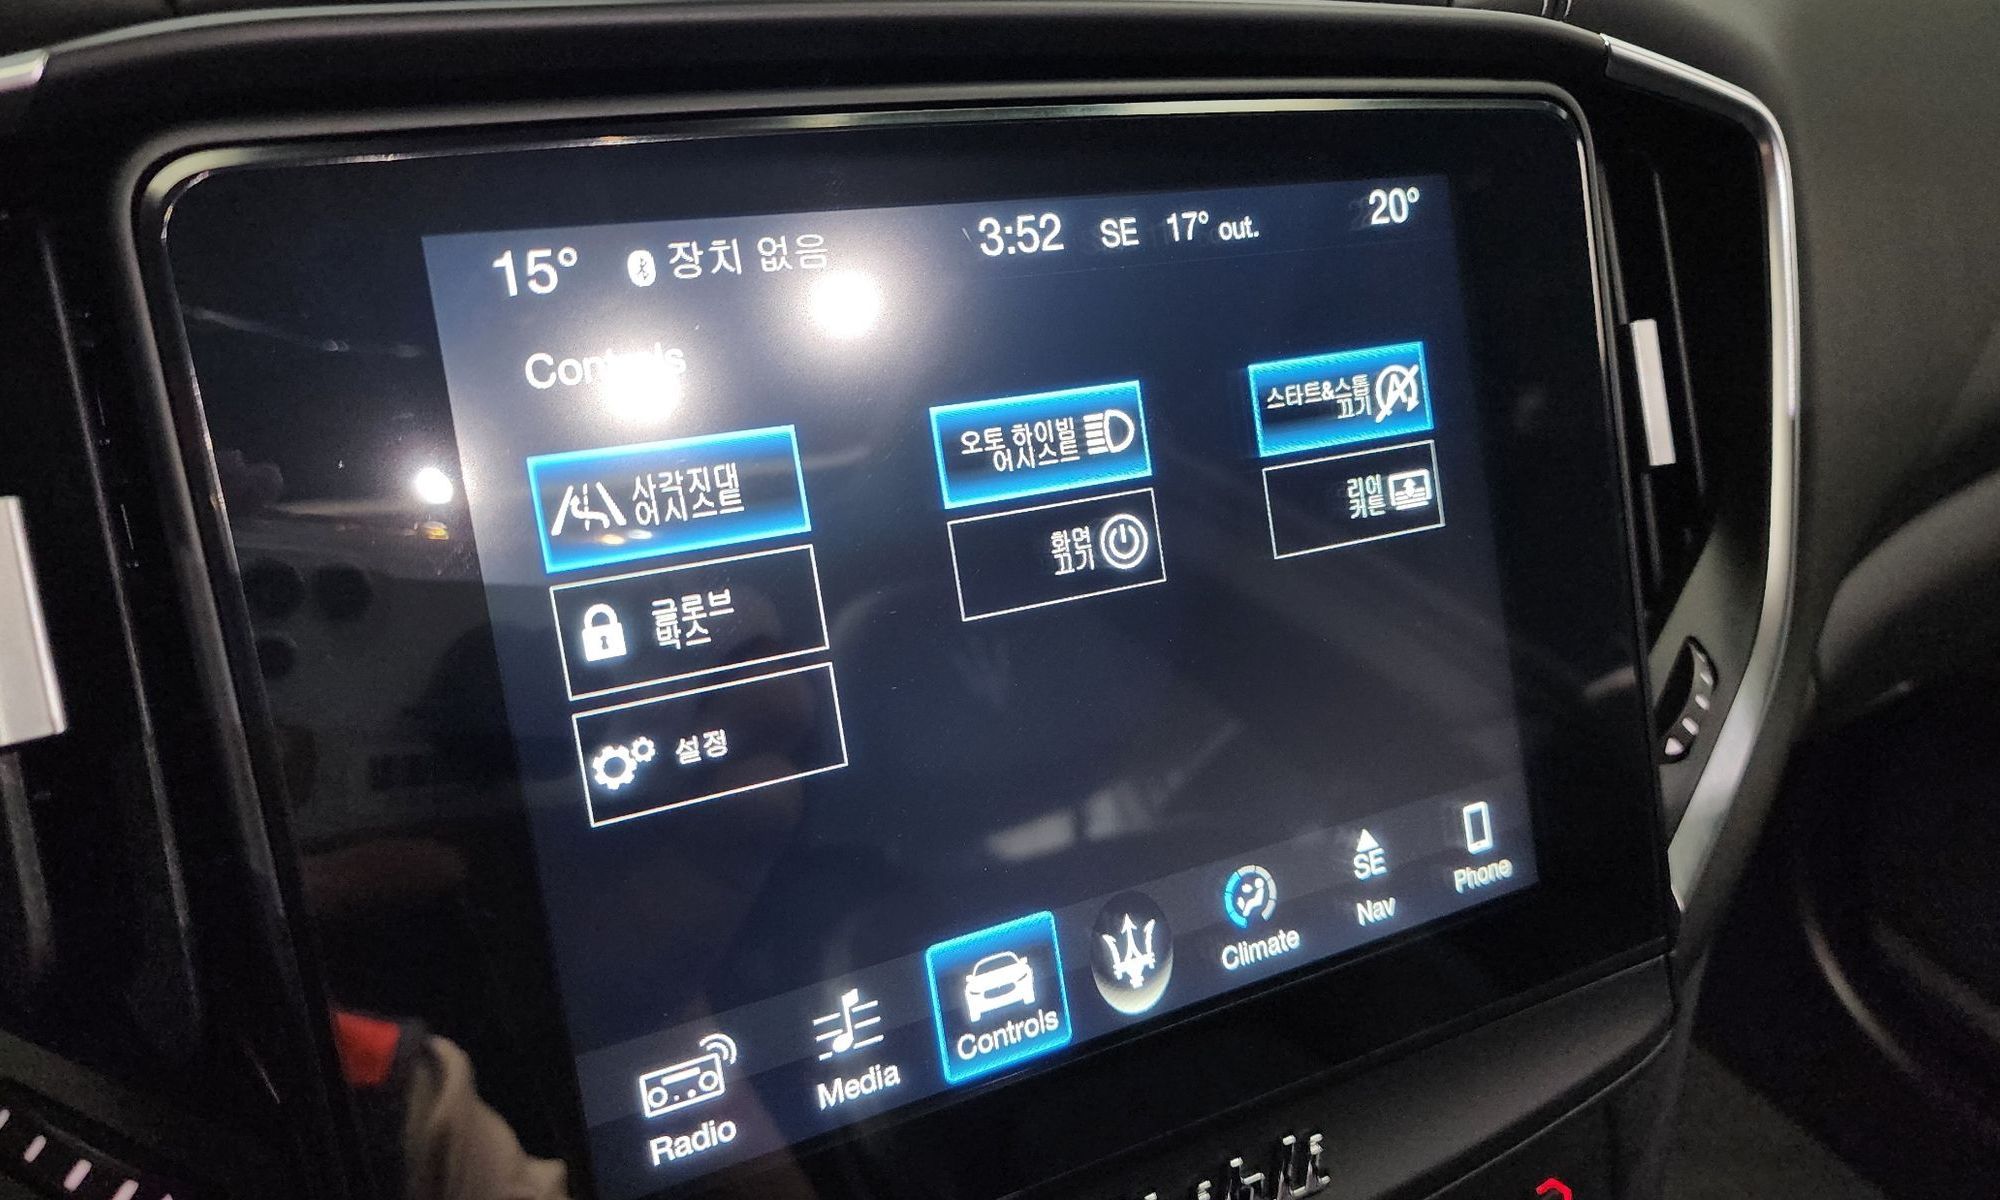 15° 장치 없음 3:52 SE 17° out. 20°
Controls
사각지대
어시스트
오토 하이빔
어시스트
스타트&스톱
끄기
글로브
박스
화면
끄기
리어
커튼
설정
Radio
Media
Controls
Climate
SE
Nav
Phone